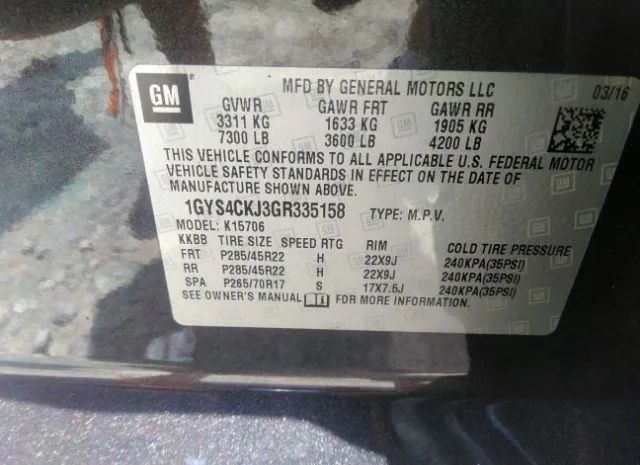 GM
MFD BY GENERAL MOTORS LLC
03/16
GVWR GAWR FRT GAWR RR
3311 KG 1633 KG 1905 KG
7300 LB 3600 LB 4200 LB
THIS VEHICLE CONFORMS TO ALL APPLICABLE U.S. FEDERAL MOTOR
VEHICLE SAFETY STANDARDS IN EFFECT ON THE DATE OF
MANUFACTURE SHOWN ABOVE.
1GYS4CKJ3GR335158 TYPE: M.P.V.
MODEL: K15706
KKBB TIRE SIZE SPEED RTG RIM COLD TIRE PRESSURE
FRT P285/45R22 H 22X9J 240KPA(35PSI)
RR P285/45R22 H 22X9J 240KPA(35PSI)
SPA P265/70R17 S 17X7.5J 240KPA(35PSI)
SEE OWNER'S MANUAL FOR MORE INFORMATION.